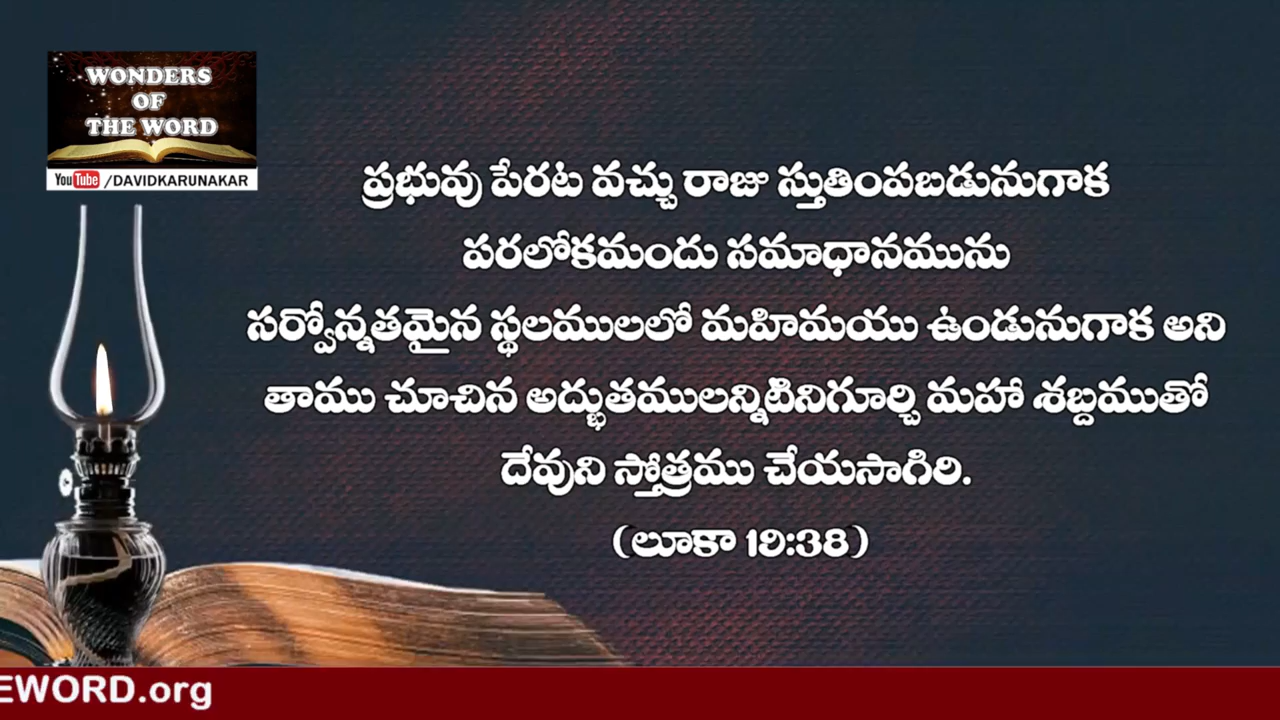 WONDERS
OF
THE WORD
YouTube /DAVIDKARUNAKAR
ప్రభువు పేరట వచ్చు రాజు స్తుతింపబడునుగాక
పరలోకమందు సమాధానమును
సర్వోన్నతమైన స్థలములలో మహిమయు ఉండునుగాక అని
తాము చూచిన అద్భుతములన్నిటినిగూర్చి మహా శబ్దముతో
దేవుని స్తోత్రము చేయసాగిరి.
(లూకా 19:38)
EWORD.org